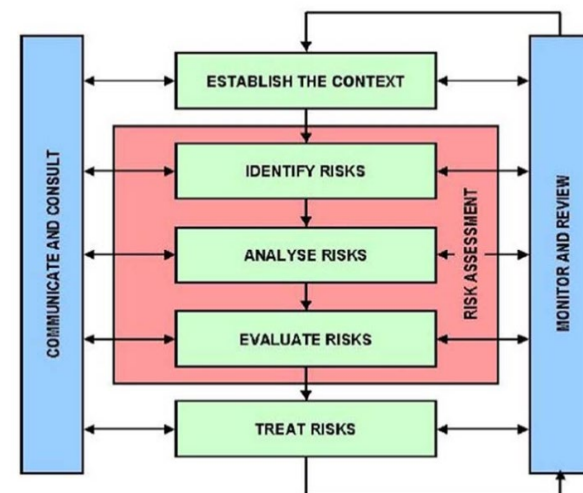 ESTABLISH THE CONTEXT
COMMUNICATE AND CONSULT
IDENTIFY RISKS
ANALYSE RISKS
EVALUATE RISKS
RISK ASSESSMENT
MONITOR AND REVIEW
TREAT RISKS